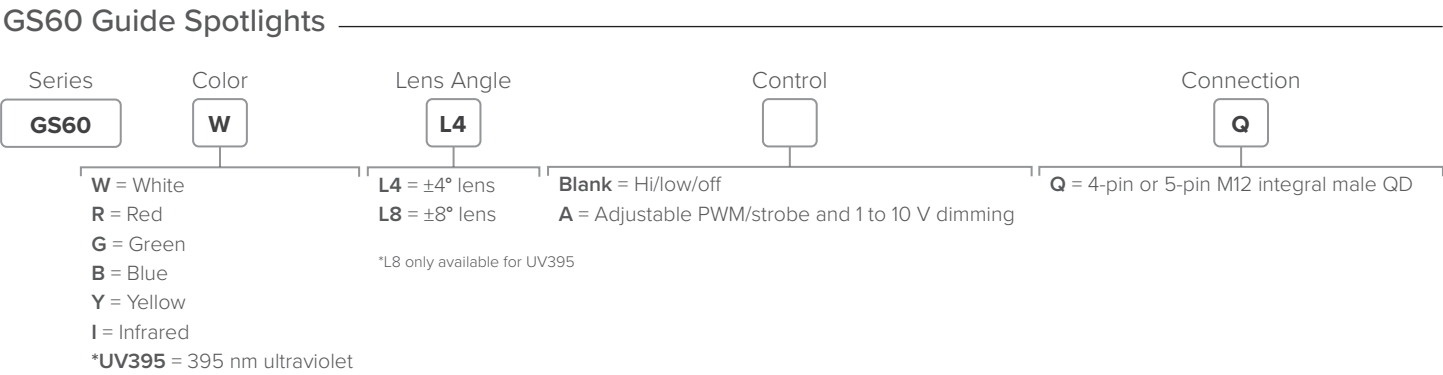 GS60 Guide Spotlights
Series Color Lens Angle Control Connection
GS60 W L4 Q
W = White
R = Red
G = Green
B = Blue
Y = Yellow
I = Infrared
*UV395 = 395 nm ultraviolet
L4 = ±4° lens
L8 = ±8° lens
*L8 only available for UV395
Blank = Hi/low/off
A = Adjustable PWM/strobe and 1 to 10 V dimming
Q = 4-pin or 5-pin M12 integral male QD